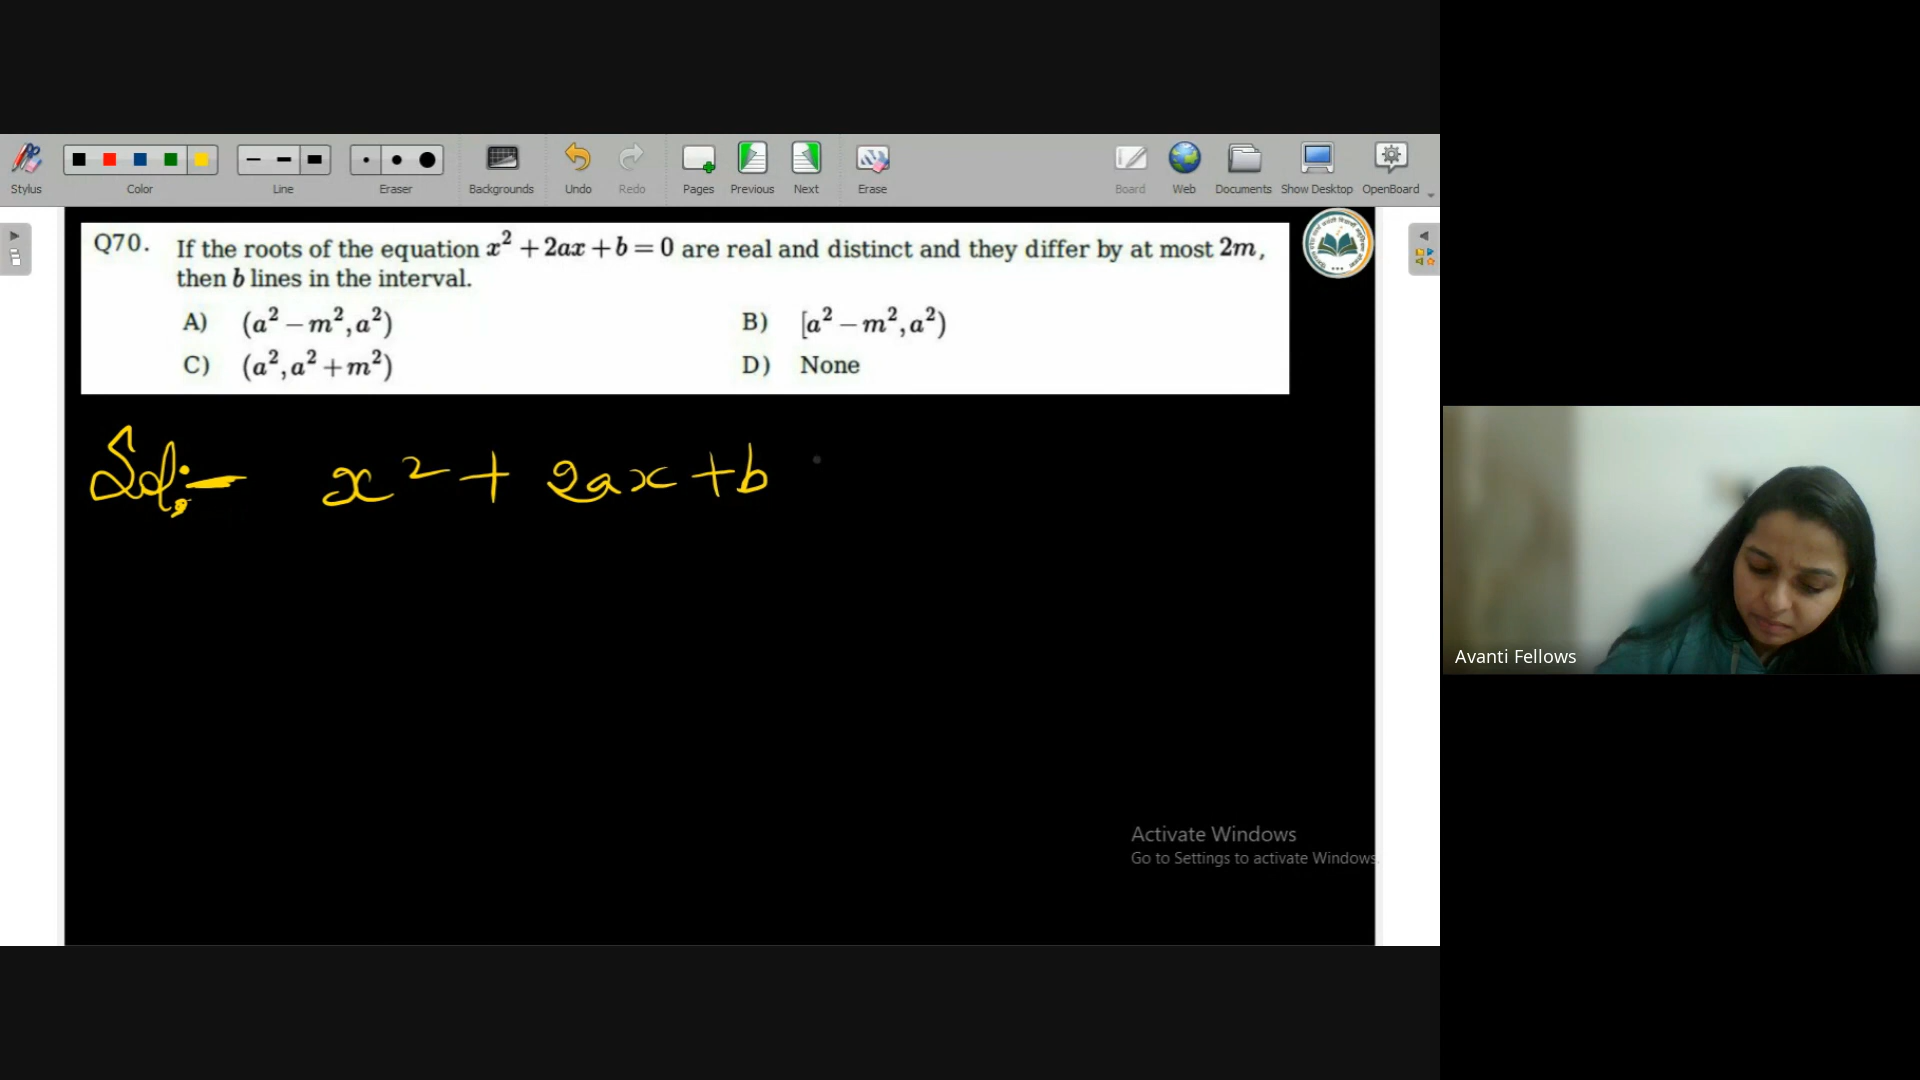 Stylus Color Line Eraser Backgrounds Undo Redo Pages Previous Next Erase Board Web Documents Show Desktop OpenBoard
Q70. If the roots of the equation x² + 2ax + b = 0 are real and distinct and they differ by at most 2m,
then b lines in the interval.
A) (a² – m², a²) B) [a² – m², a²)
C) (a², a² + m²) D) None
Sol:- x² + 2ax + b
Activate Windows
Go to Settings to activate Windows.
Avanti Fellows